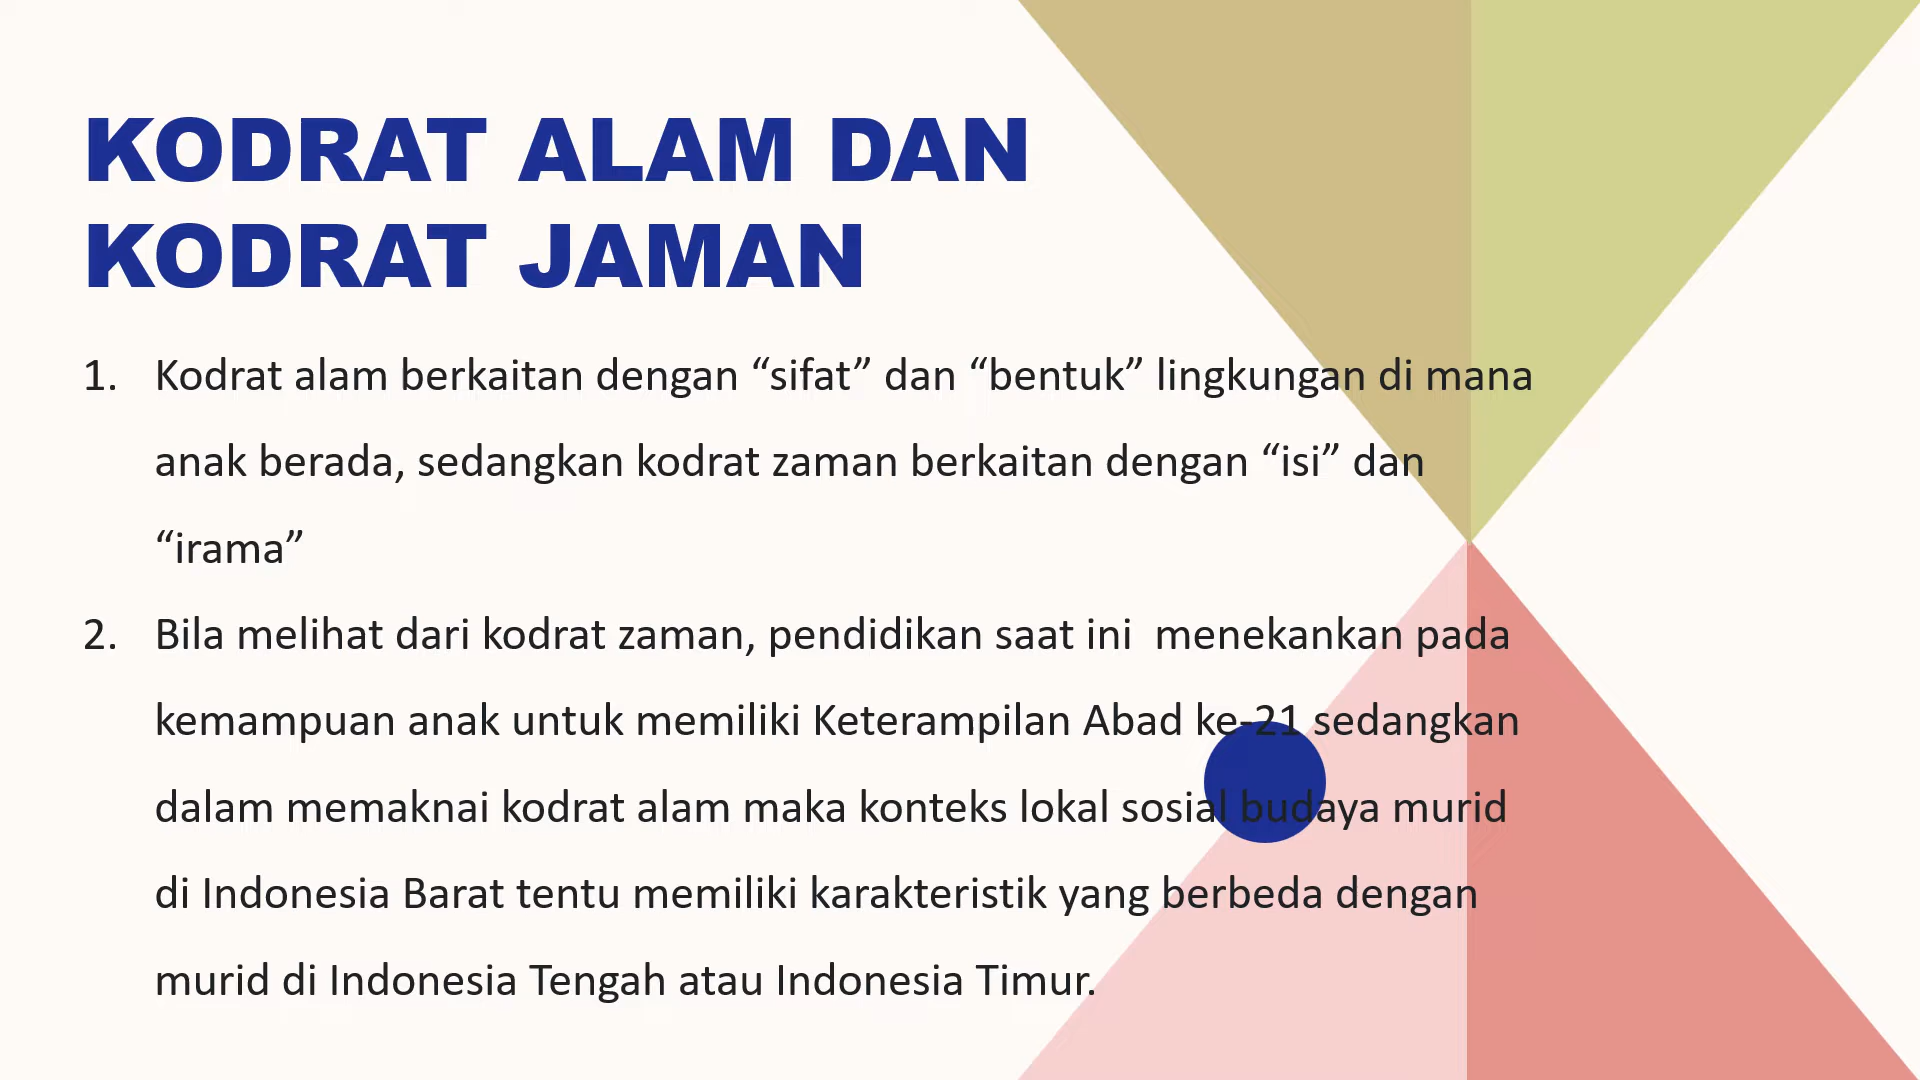 KODRAT ALAM DAN
KODRAT JAMAN
1. Kodrat alam berkaitan dengan “sifat” dan “bentuk” lingkungan di mana
anak berada, sedangkan kodrat zaman berkaitan dengan “isi” dan
“irama”
2. Bila melihat dari kodrat zaman, pendidikan saat ini  menekankan pada
kemampuan anak untuk memiliki Keterampilan Abad ke-21 sedangkan
dalam memaknai kodrat alam maka konteks lokal sosial budaya murid
di Indonesia Barat tentu memiliki karakteristik yang berbeda dengan
murid di Indonesia Tengah atau Indonesia Timur.